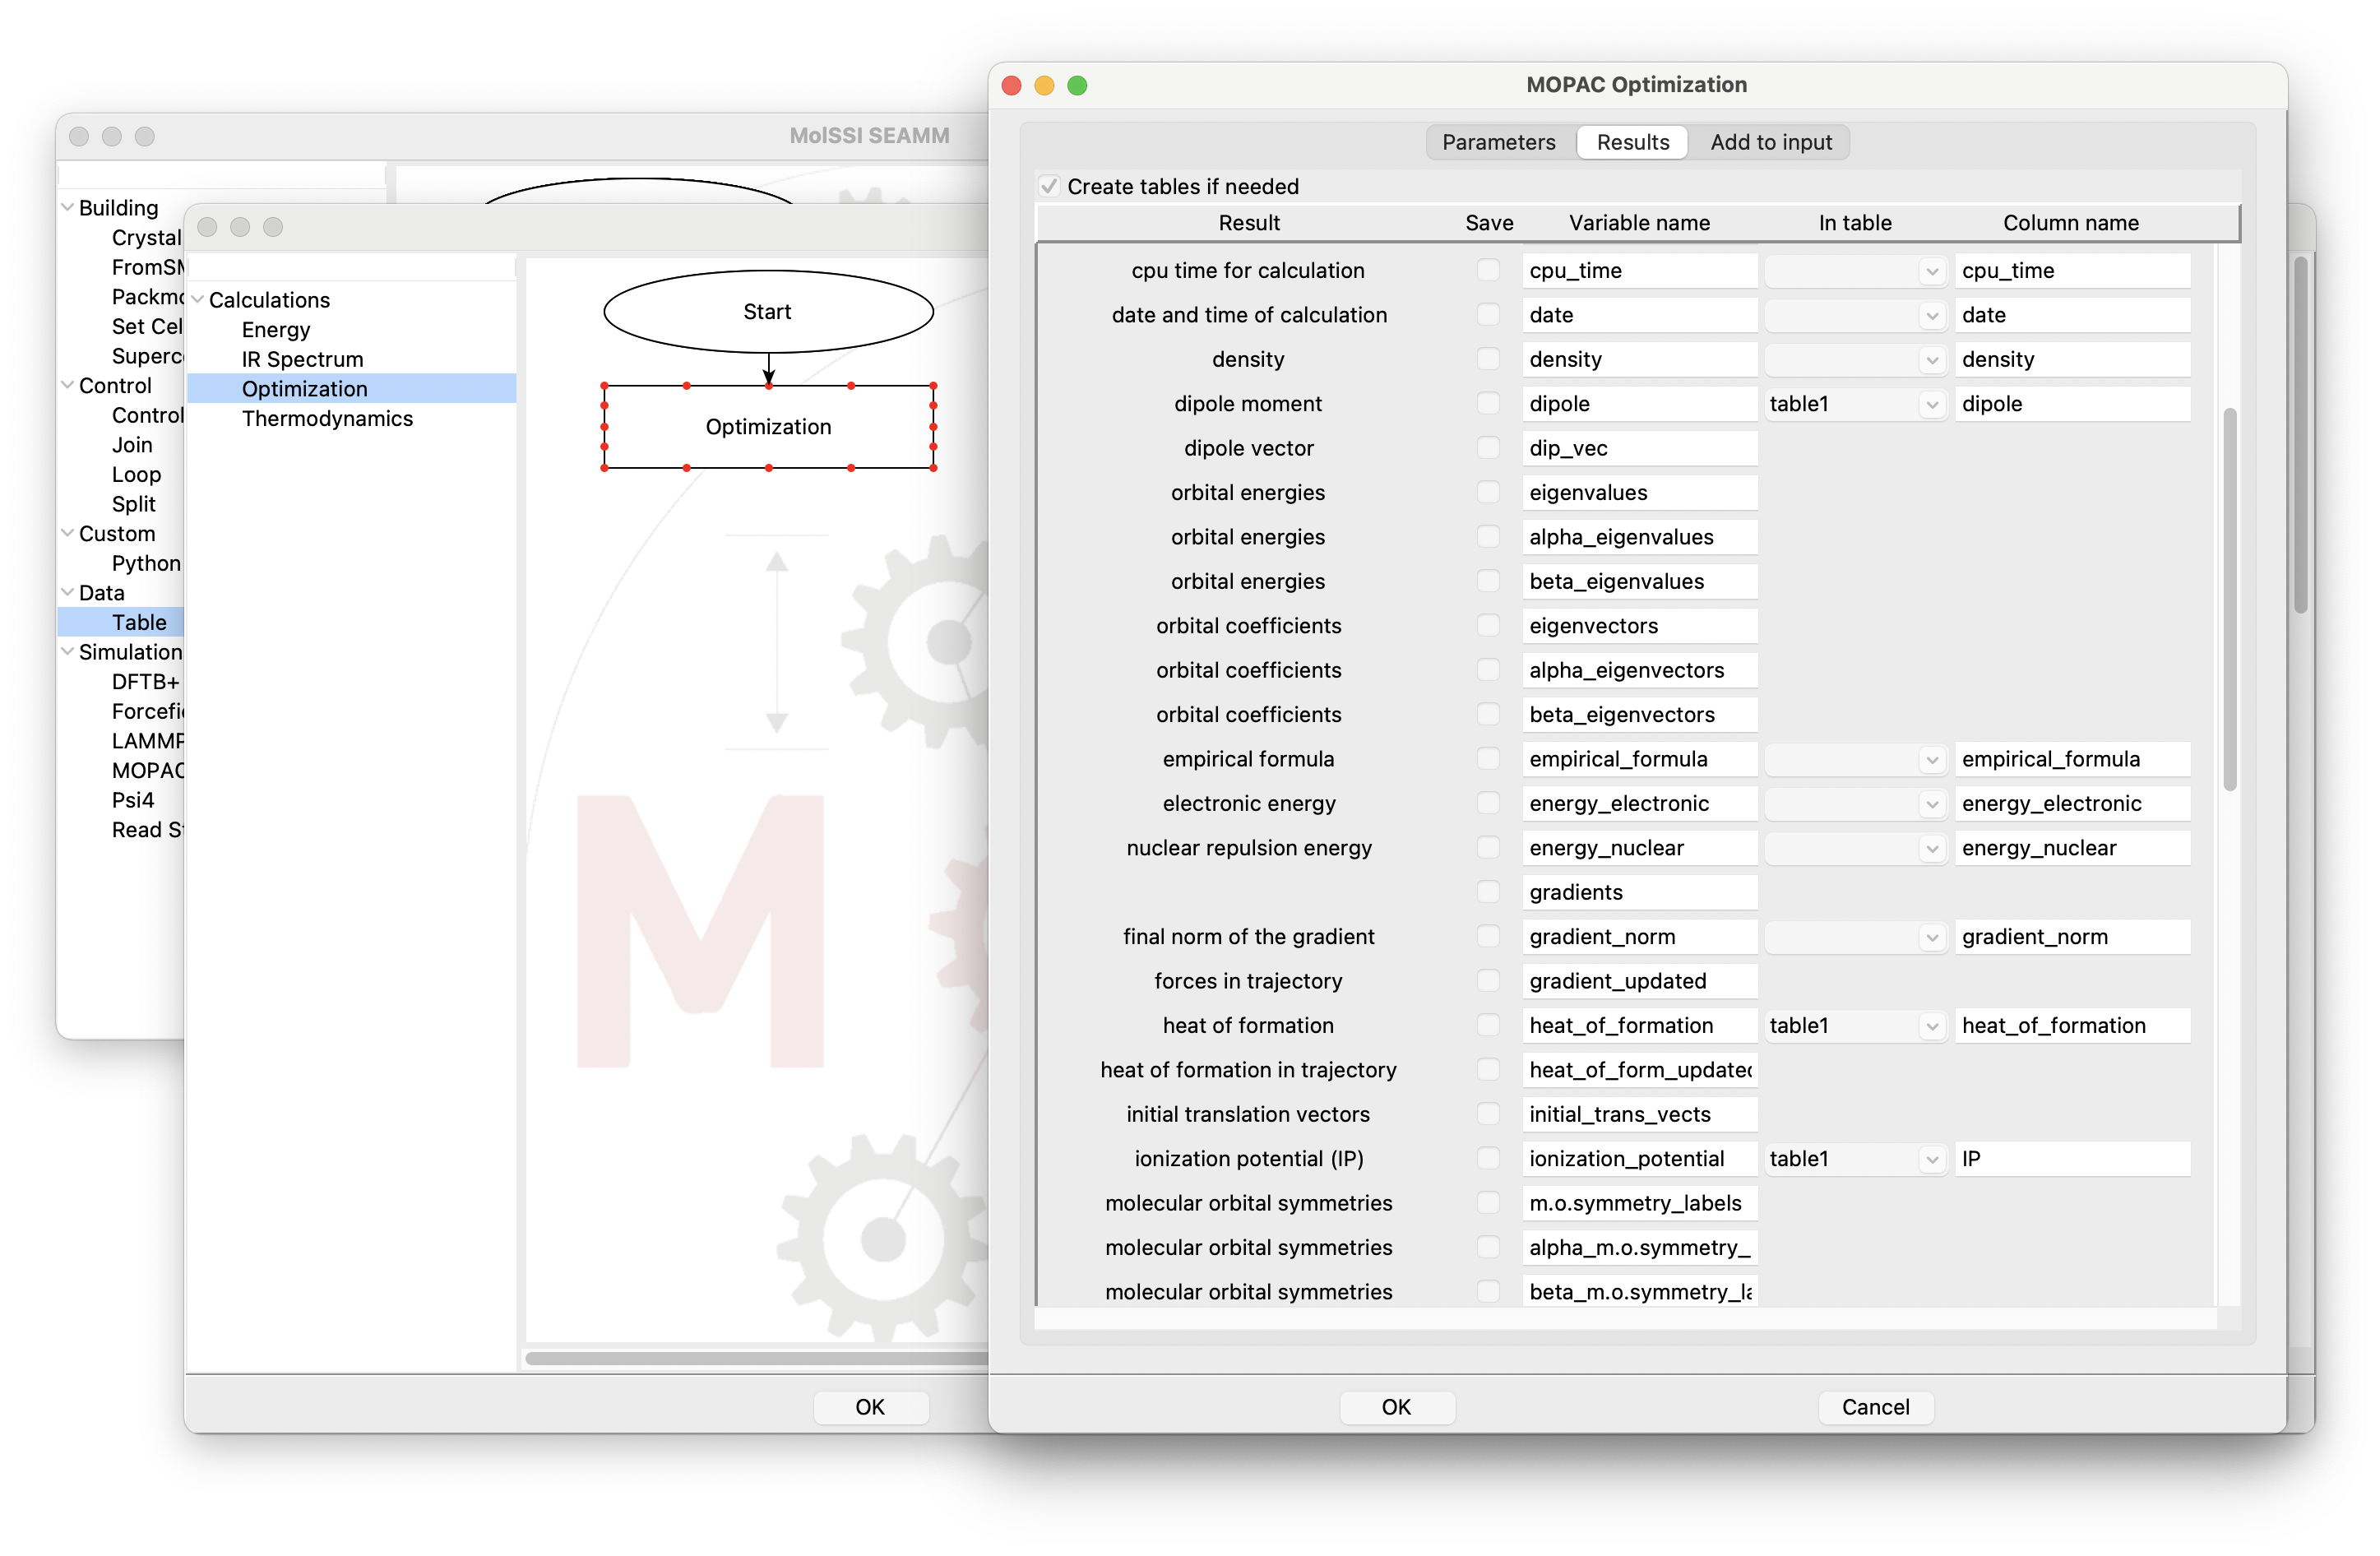 MolSSI SEAMM
Building
Crystal
FromSM
Packmo
Set Cel
Superce
Control
Control
Join
Loop
Split
Custom
Python
Data
Table
Simulation
DFTB+
Forcefi
LAMMP
MOPAC
Psi4
Read St
Calculations
Energy
IR Spectrum
Optimization
Thermodynamics
Start
Optimization
M
OK
MOPAC Optimization
Parameters Results Add to input
Create tables if needed
Result Save Variable name In table Column name
cpu time for calculation cpu_time cpu_time
date and time of calculation date date
density density density
dipole moment dipole table1 dipole
dipole vector dip_vec
orbital energies eigenvalues
orbital energies alpha_eigenvalues
orbital energies beta_eigenvalues
orbital coefficients eigenvectors
orbital coefficients alpha_eigenvectors
orbital coefficients beta_eigenvectors
empirical formula empirical_formula empirical_formula
electronic energy energy_electronic energy_electronic
nuclear repulsion energy energy_nuclear energy_nuclear
gradients
final norm of the gradient gradient_norm gradient_norm
forces in trajectory gradient_updated
heat of formation heat_of_formation table1 heat_of_formation
heat of formation in trajectory heat_of_form_updated
initial translation vectors initial_trans_vects
ionization potential (IP) ionization_potential table1 IP
molecular orbital symmetries m.o.symmetry_labels
molecular orbital symmetries alpha_m.o.symmetry_
molecular orbital symmetries beta_m.o.symmetry_la
OK Cancel